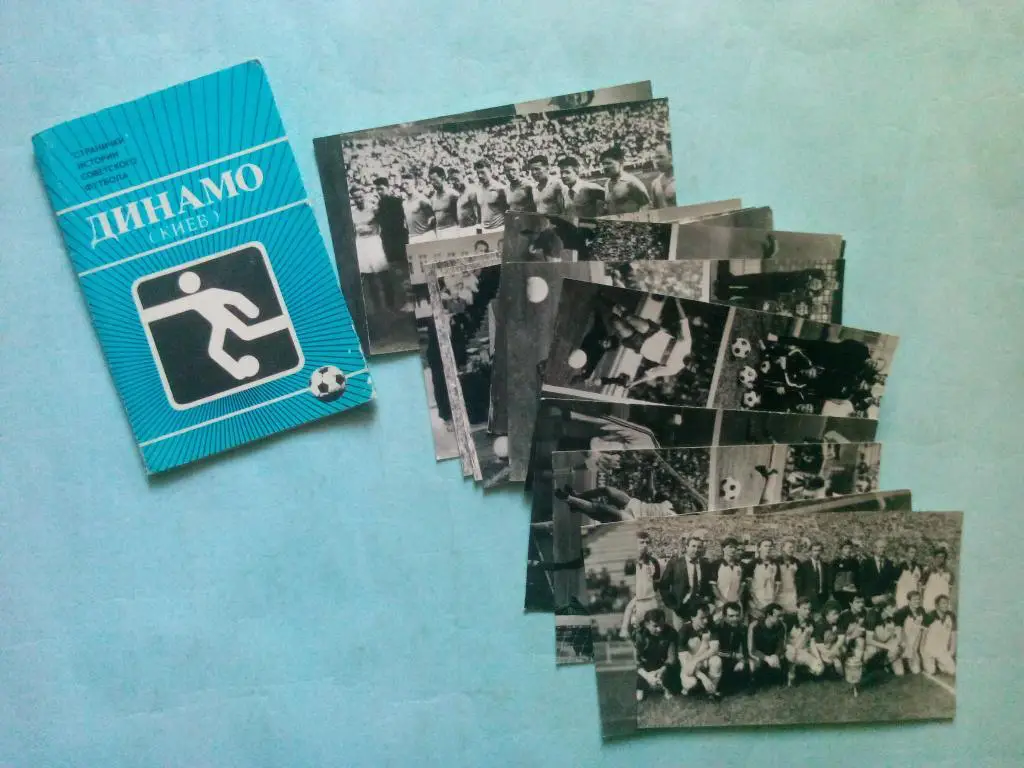 СТРАНИЧКИ
ИСТОРИИ
СОВЕТСКОГО
ФУТБОЛА
ДИНАМО
(КИЕВ)